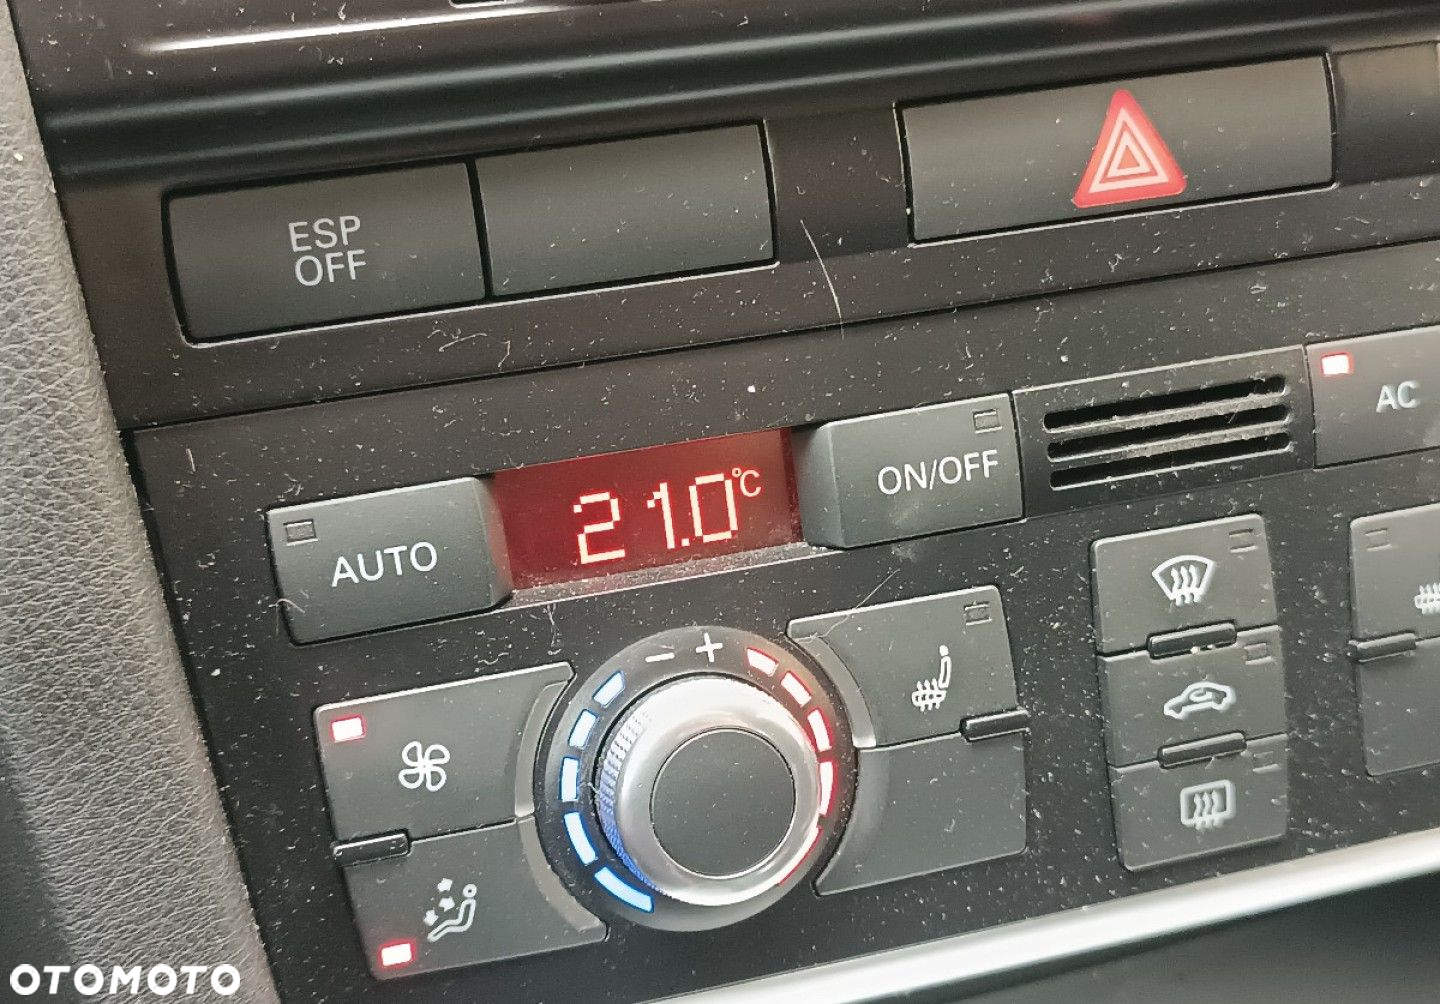 ESP
OFF
AUTO
21.0°C
ON/OFF
AC
- +
OTOMOTO